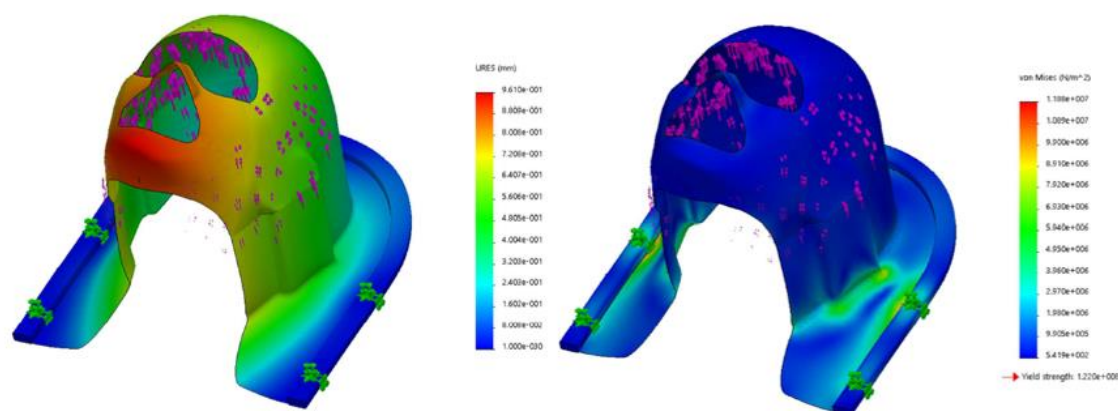 URES (mm)
9.610e-001
8.809e-001
8.008e-001
7.208e-001
6.407e-001
5.606e-001
4.805e-001
4.004e-001
3.203e-001
2.403e-001
1.602e-001
8.008e-002
1.000e-030
von Mises (N/m^2)
1.188e+007
1.089e+007
9.900e+006
8.910e+006
7.920e+006
6.930e+006
5.940e+006
4.950e+006
3.960e+006
2.970e+006
1.980e+006
9.905e+005
5.419e+002
Yield strength: 1.220e+008